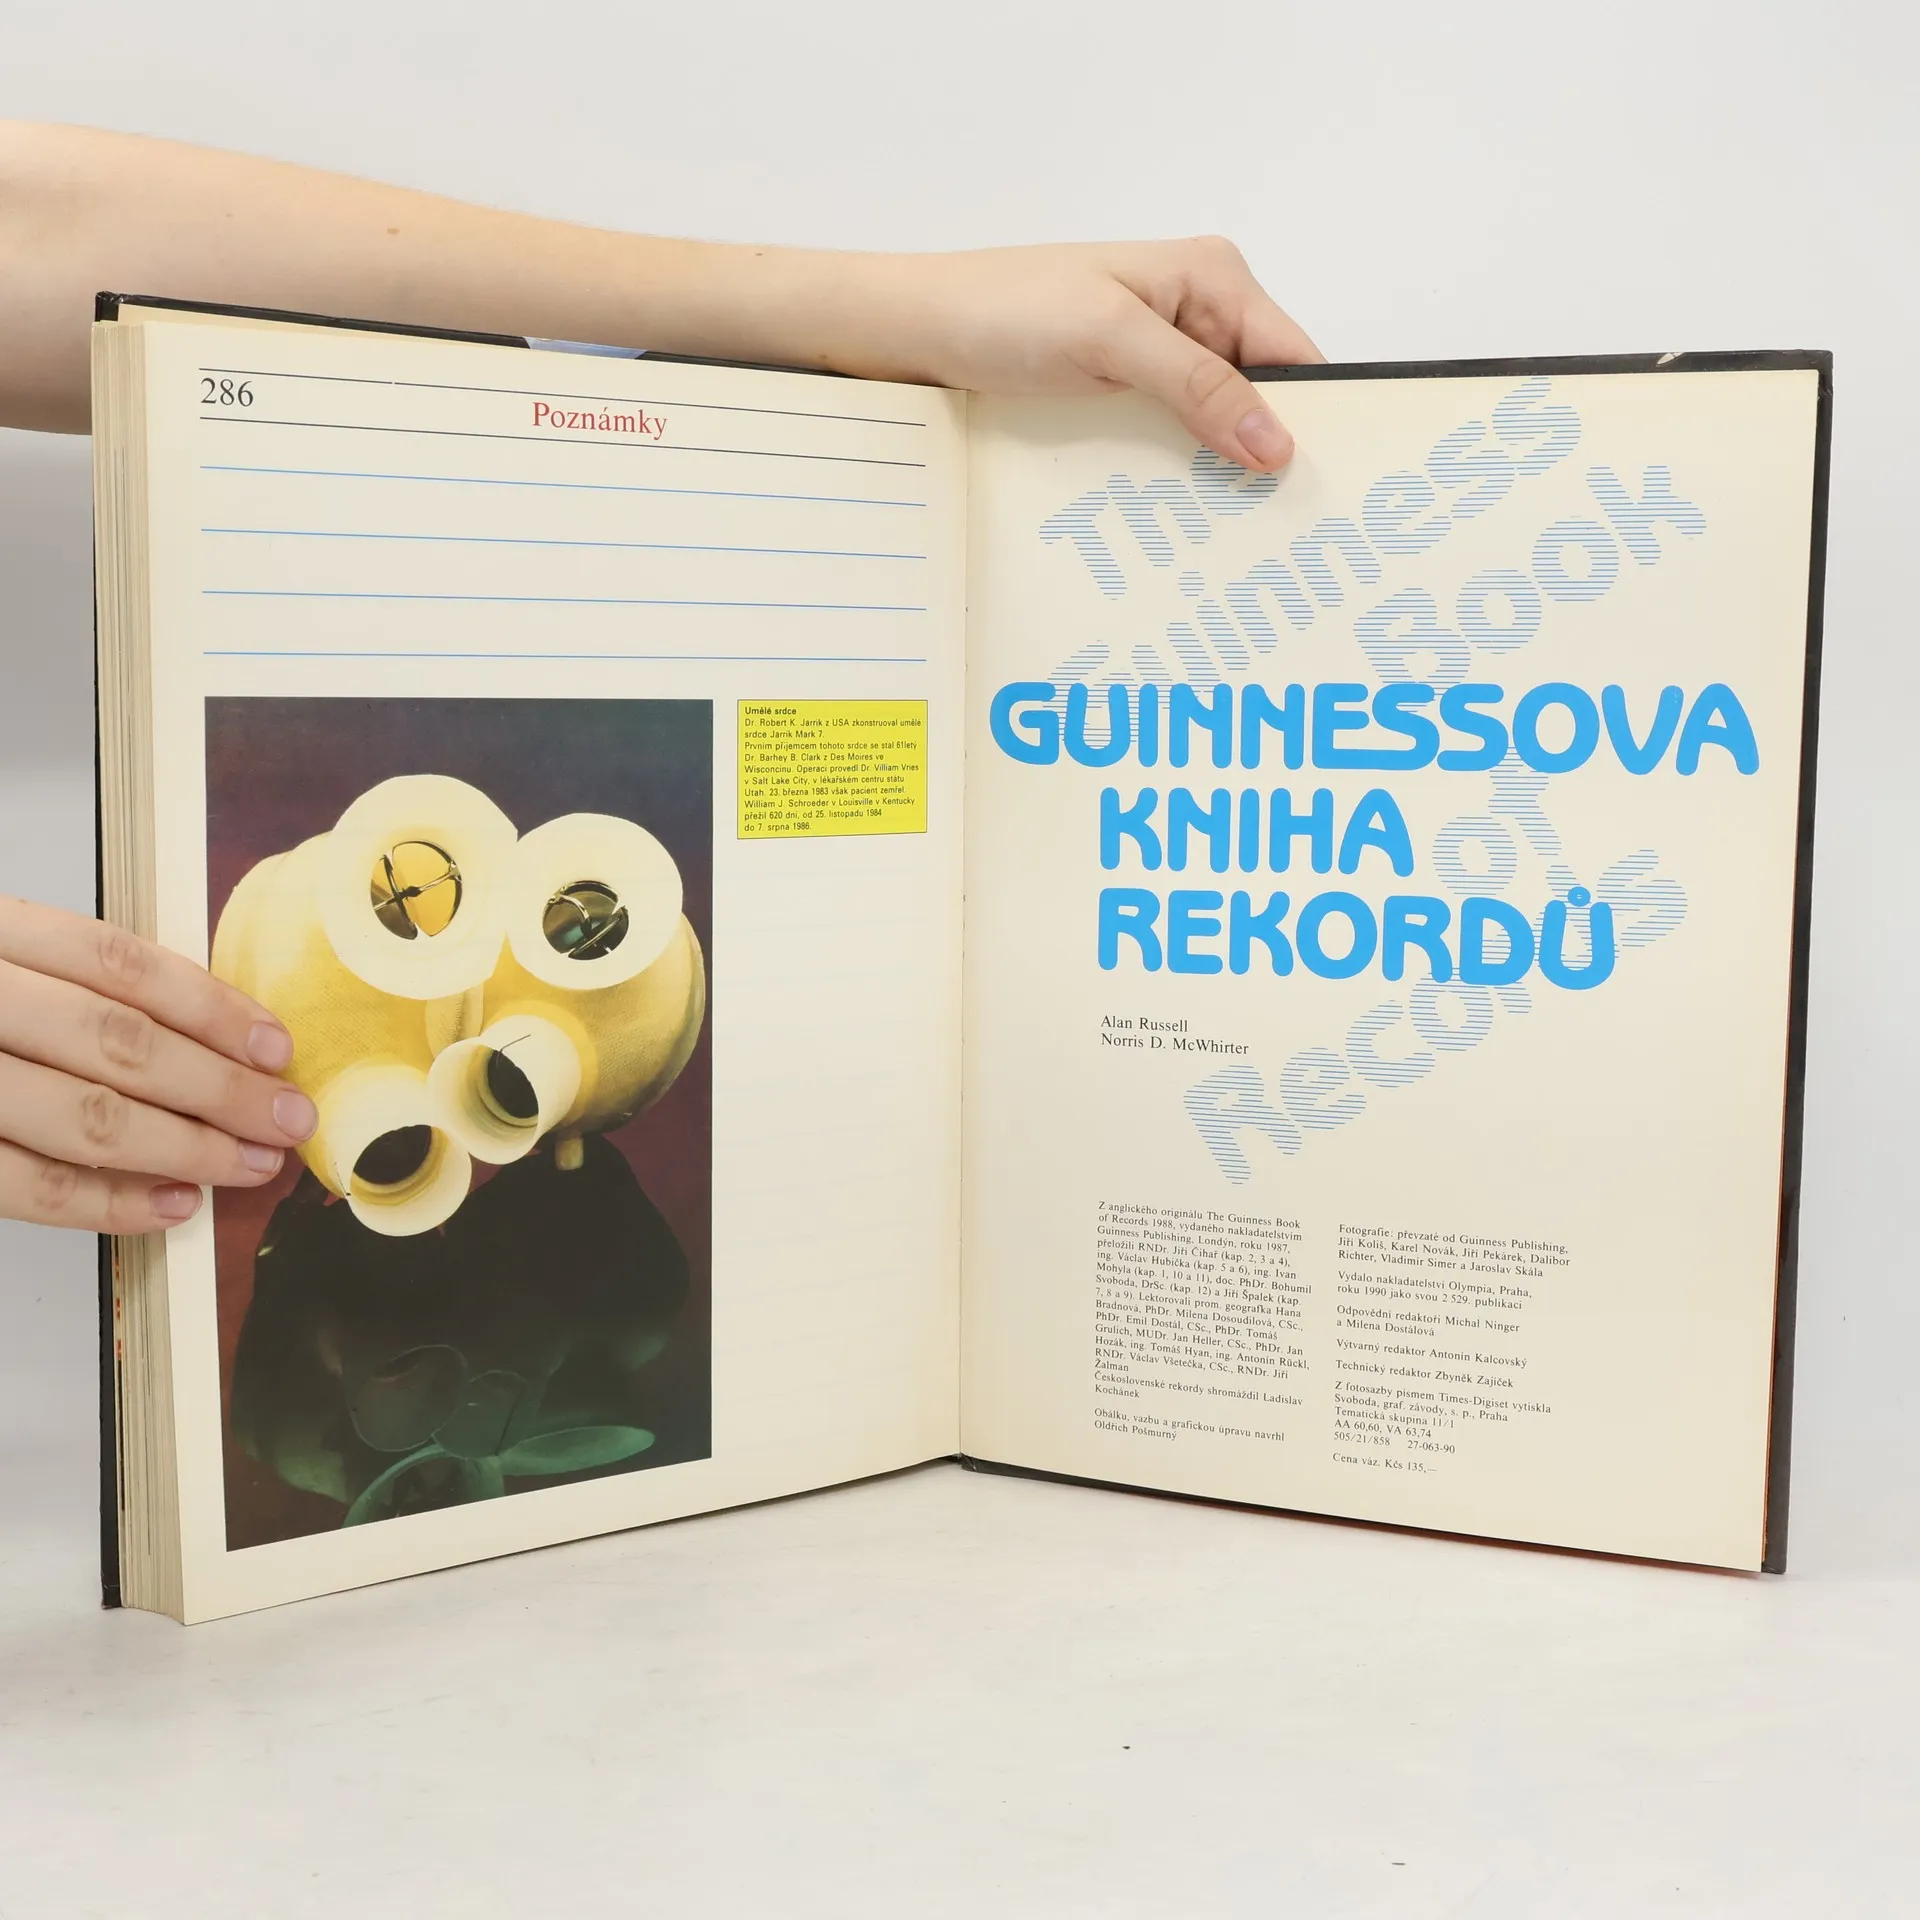 286
Poznámky
Umělé srdce
Dr. Robert K. Jarrik z USA zkonstruoval umělé
srdce Jarrik Mark 7.
Prvním příjemcem tohoto srdce se stal 61letý
Dr. Barhey B. Clark z Des Moires ve
Wisconcinu. Operaci provedl Dr. Villiam Vries
v Salt Lake City, v lékařském centru státu
Utah. 23. března 1983 však pacient zemřel.
William J. Schroeder v Louisville v Kentucky
přežil 620 dní, od 25. listopadu 1984
do 7. srpna 1986.
The
Guinness
Book
of
Records
GUINNESSOVA
KNIHA
REKORDŮ
Alan Russell
Norris D. McWhirter
Z anglického originálu The Guinness Book
of Records 1988, vydaného nakladatelstvím
Guinness Publishing, Londýn, roku 1987,
přeložili RNDr. Jiří Čihař (kap. 2, 3 a 4),
ing. Václav Hubička (kap. 5 a 6), ing. Ivan
Mohyla (kap. 1, 10 a 11), doc. PhDr. Bohumil
Svoboda, DrSc. (kap. 12) a Jiří Špalek (kap.
7, 8 a 9). Lektorovali prom. geografka Hana
Bradnová, PhDr. Milena Dosoudilová, CSc.,
PhDr. Emil Dostál, CSc., PhDr. Tomáš
Grulich, MUDr. Jan Heller, CSc., PhDr. Jan
Hozák, ing. Tomáš Hyan, ing. Antonín Rückl,
RNDr. Václav Všetečka, CSc., RNDr. Jiří
Žalman
Československé rekordy shromáždil Ladislav
Kochánek
Obálku, vazbu a grafickou úpravu navrhl
Oldřich Pošmurný
Fotografie: převzaté od Guinness Publishing,
Jiří Koliš, Karel Novák, Jiří Pekárek, Dalibor
Richter, Vladimír Simer a Jaroslav Skála
Vydalo nakladatelství Olympia, Praha,
roku 1990 jako svou 2 529. publikaci
Odpovědní redaktoři Michal Ninger
a Milena Dostálová
Výtvarný redaktor Antonín Kalcovský
Technický redaktor Zbyněk Zajíček
Z fotosazby písmem Times-Digiset vytiskla
Svoboda, graf. závody, s. p., Praha
Tematická skupina 11/1
AA 60,60, VA 63,74
505/21/858 27-063-90
Cena váz. Kčs 135,—